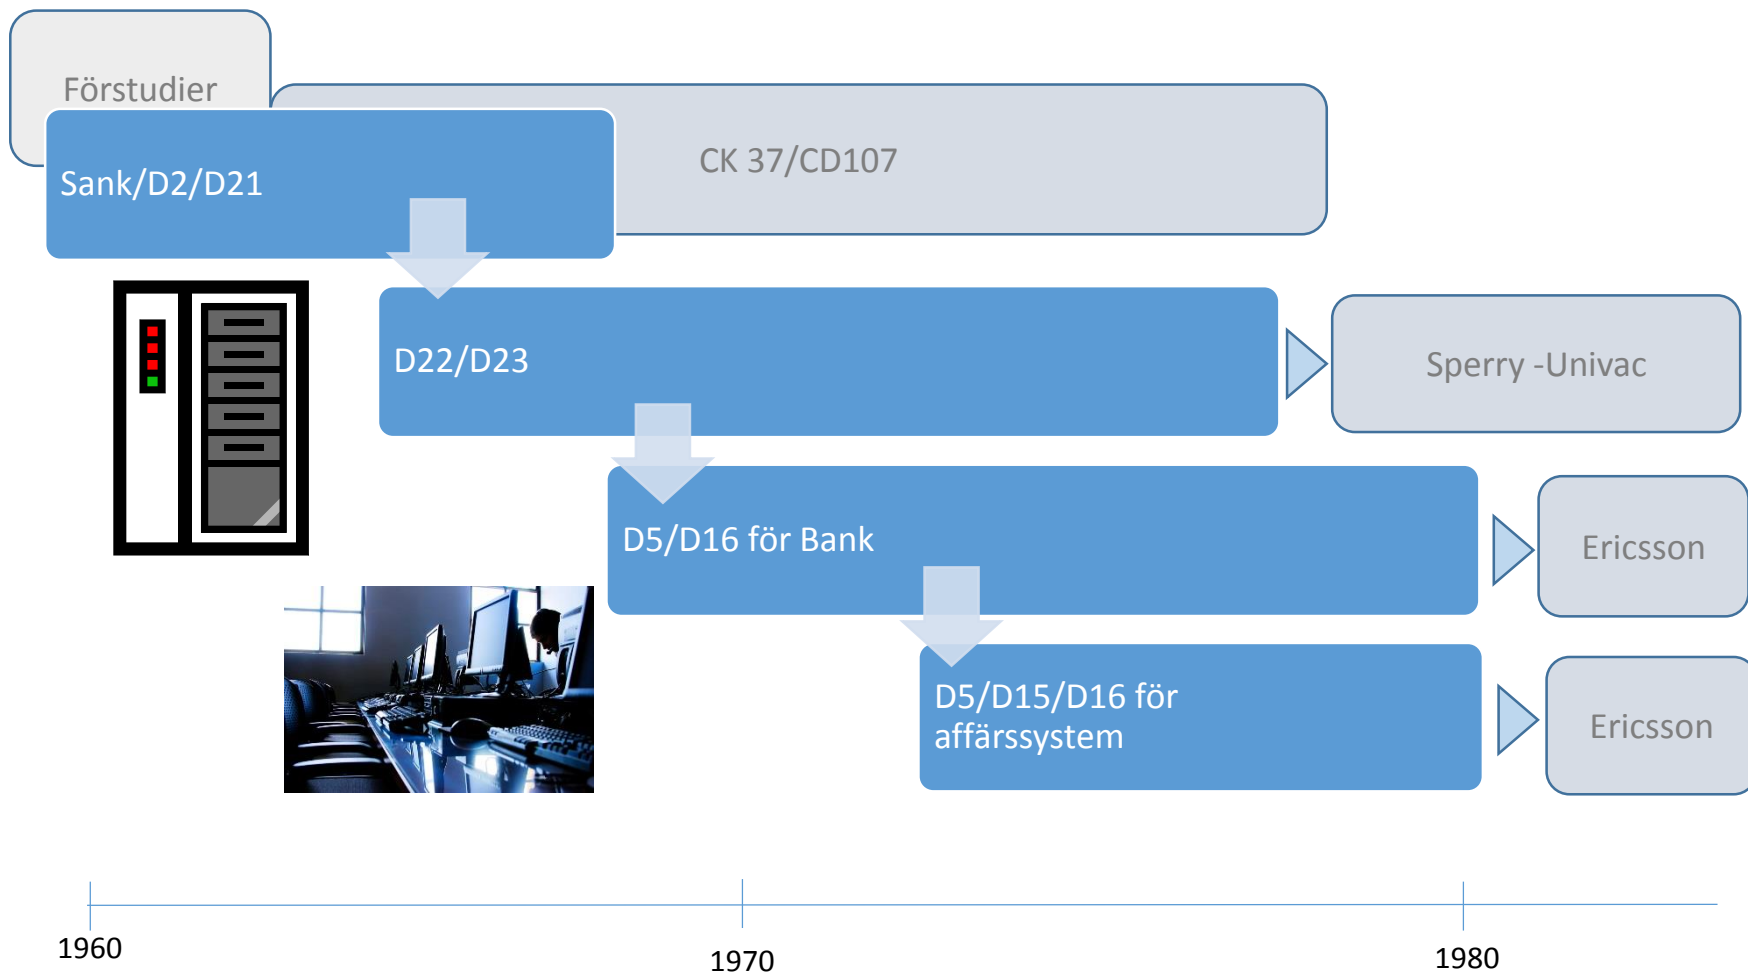 Förstudier
CK 37/CD107
Sank/D2/D21
D22/D23
Sperry -Univac
D5/D16 för Bank
Ericsson
D5/D15/D16 för
affärssystem
Ericsson
1960
1970
1980